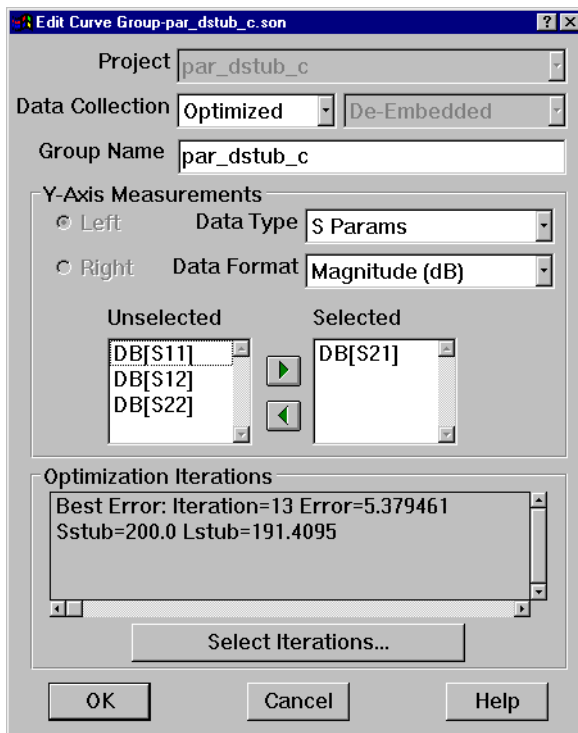 Edit Curve Group-par_dstub_c.son
Project par_dstub_c
Data Collection Optimized De-Embedded
Group Name par_dstub_c
Y-Axis Measurements
Left Data Type S Params
Right Data Format Magnitude (dB)
Unselected Selected
DB[S11] DB[S21]
DB[S12]
DB[S22]
Optimization Iterations
Best Error: Iteration=13 Error=5.379461
Sstub=200.0 Lstub=191.4095
Select Iterations...
OK Cancel Help